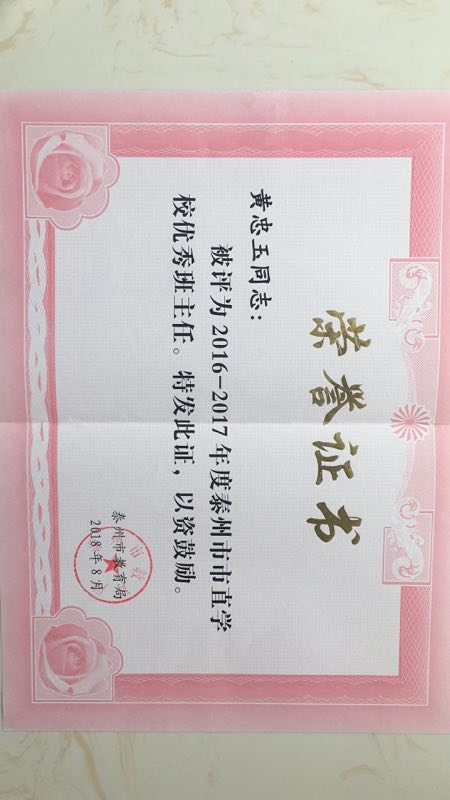 荣誉证书
黄忠玉同志：
被评为2016-2017年度泰州市市直学
校优秀班主任。特发此证，以资鼓励。
泰州市教育局
2018年8月